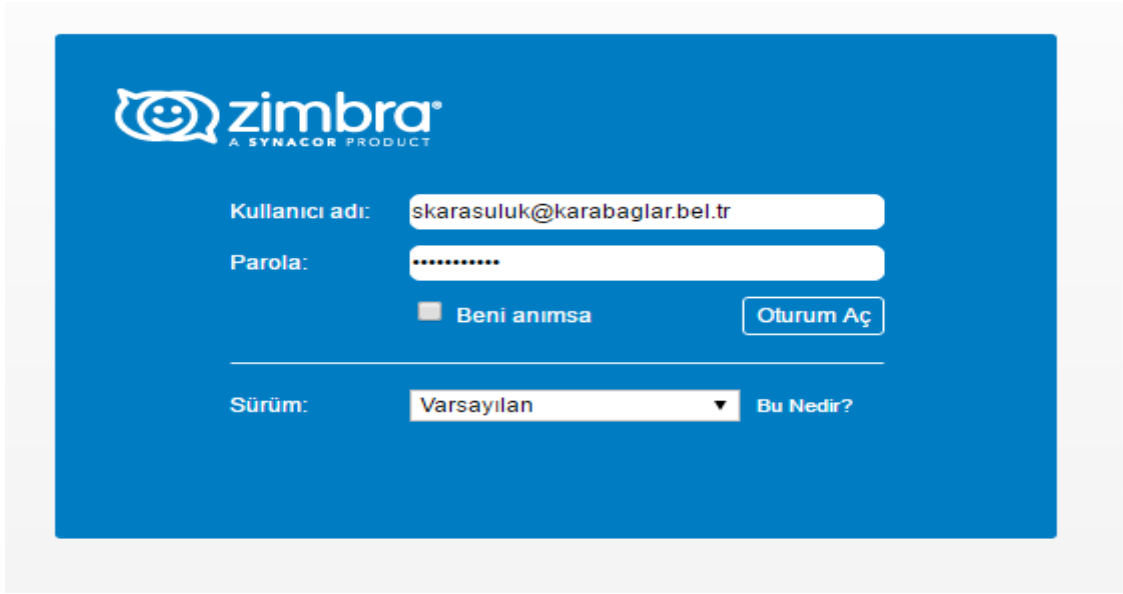 zimbra®
A SYNACOR PRODUCT
Kullanıcı adı: skarasuluk@karabaglar.bel.tr
Parola: •••••••••••
Beni anımsa Oturum Aç
Sürüm: Varsayılan ▼ Bu Nedir?